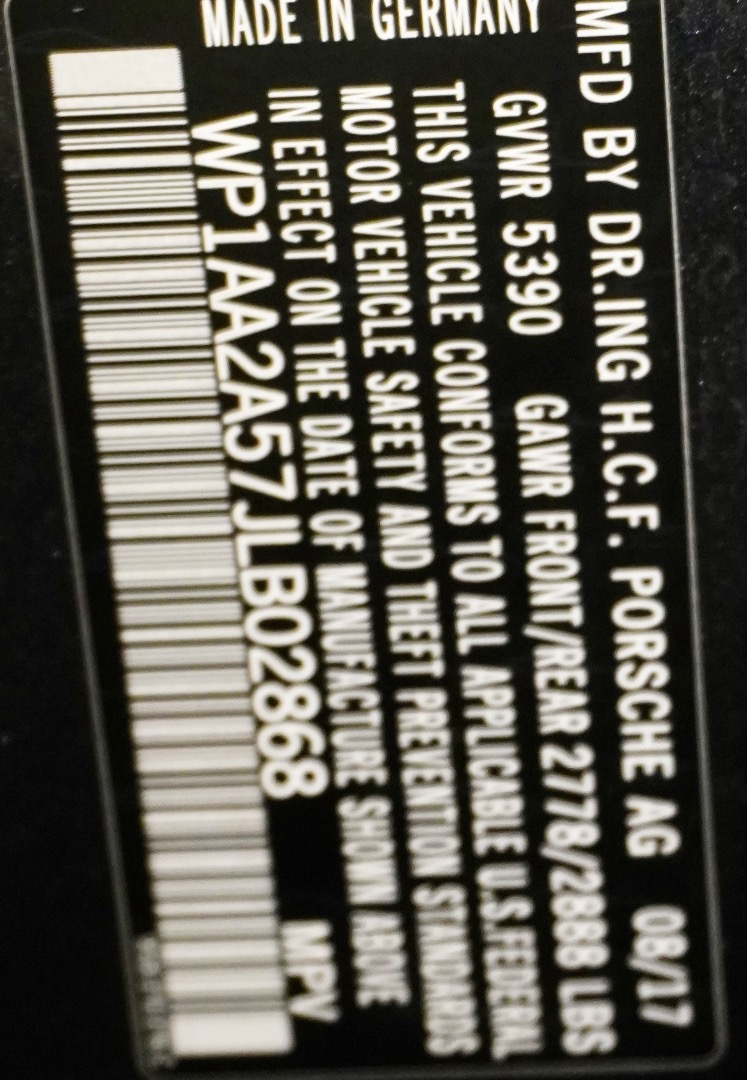 MFD BY DR.ING H.C.F. PORSCHE AG 08/17
GVWR 5390 GAWR FRONT/REAR 2778/2888 LBS
THIS VEHICLE CONFORMS TO ALL APPLICABLE U.S.FEDERAL
MOTOR VEHICLE SAFETY AND THEFT PREVENTION STANDARDS
IN EFFECT ON THE DATE OF MANUFACTURE SHOWN ABOVE
WP1AA2A57JLB02868 MPV
MADE IN GERMANY